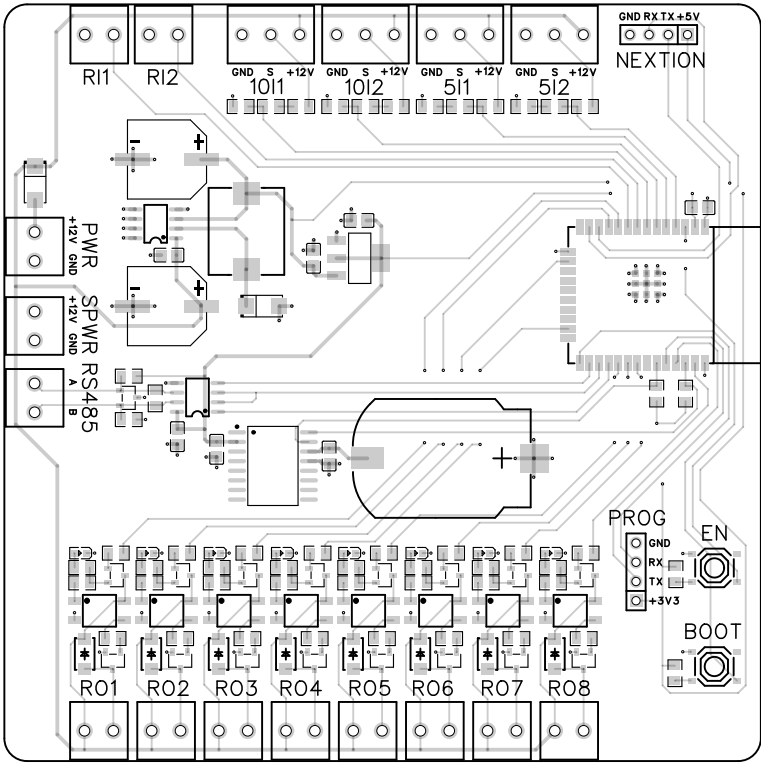 GND RX TX +5V
NEXTION
RI1
RI2
GND S +12V
GND S +12V
GND S +12V
GND S +12V
10I1
10I2
5I1
5I2
- +
+12V GND
PWR
- +
+12V GND
SPWR
A B
RS485
+
PROG
GND
RX
TX
+3V3
EN
BOOT
RO1
RO2
RO3
RO4
RO5
RO6
RO7
RO8